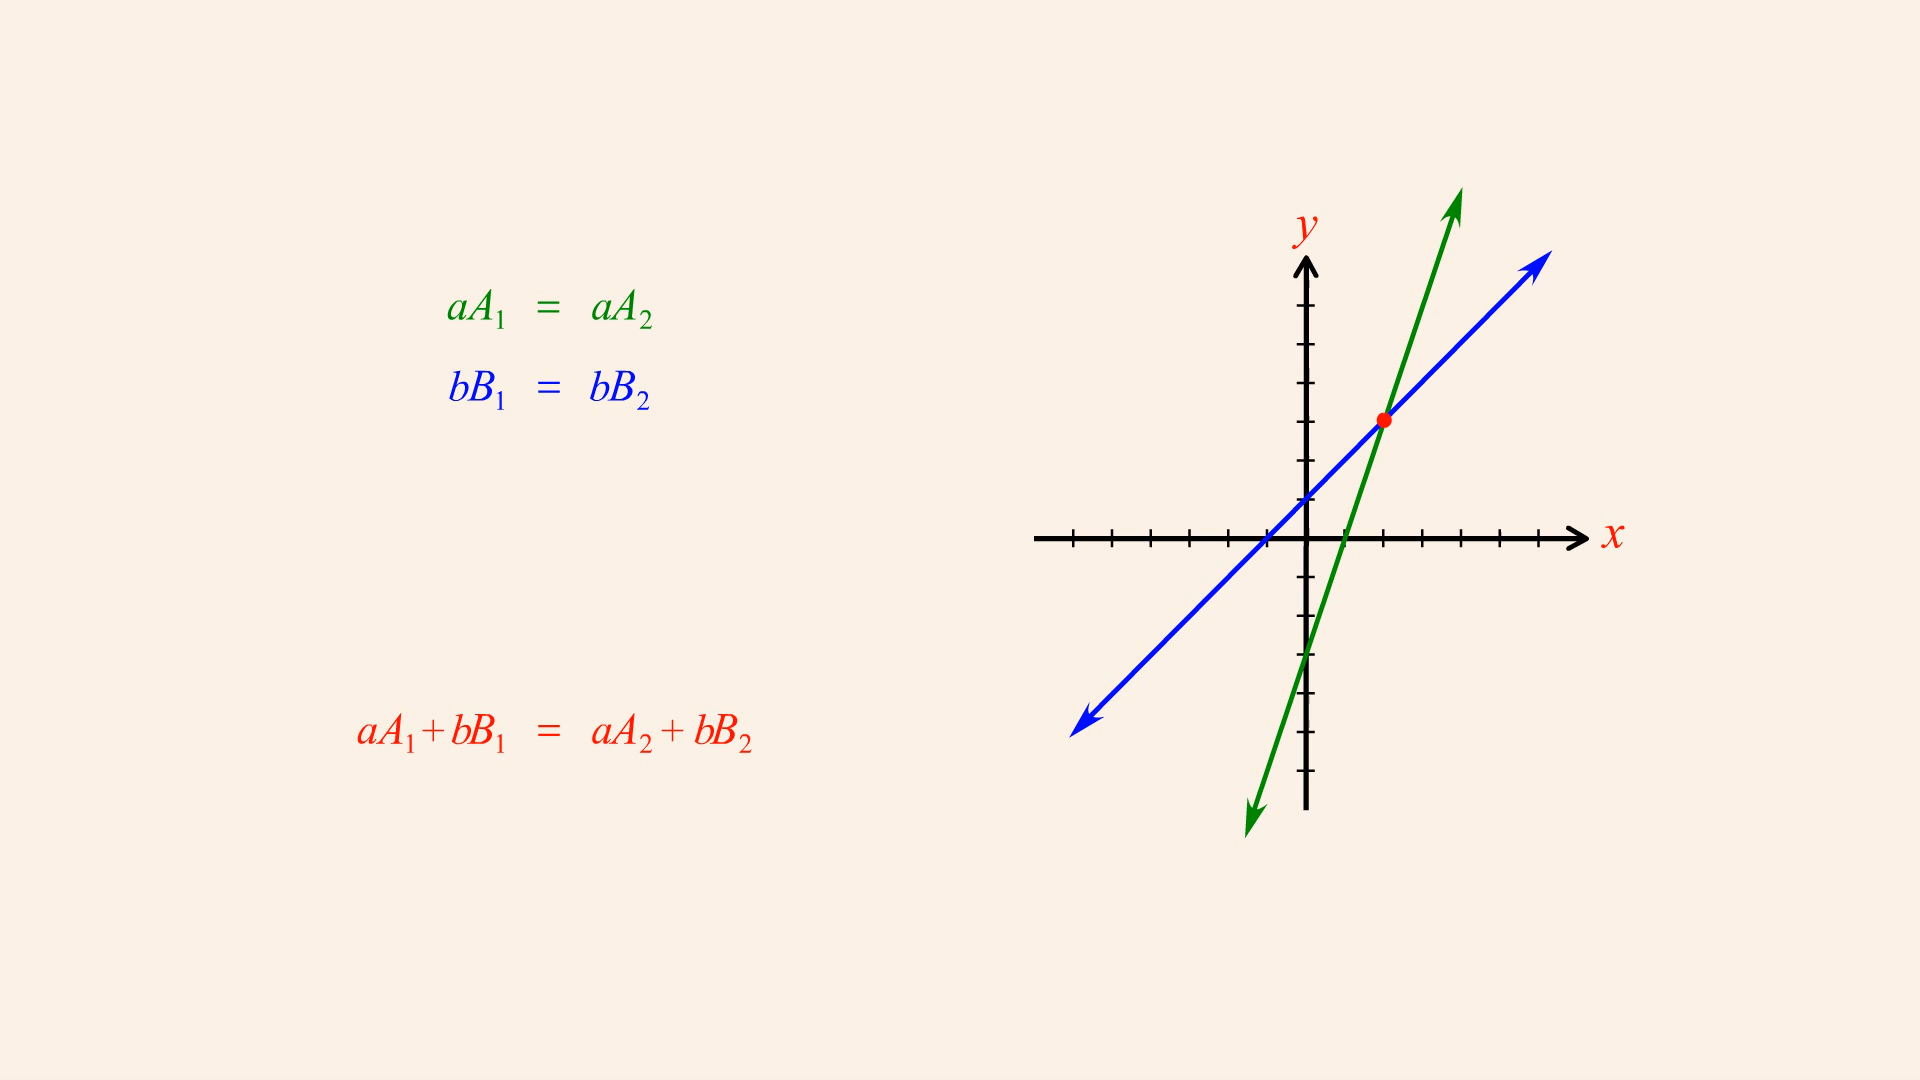 aA₁ = aA₂
bB₁ = bB₂
aA₁ + bB₁ = aA₂ + bB₂
y
x